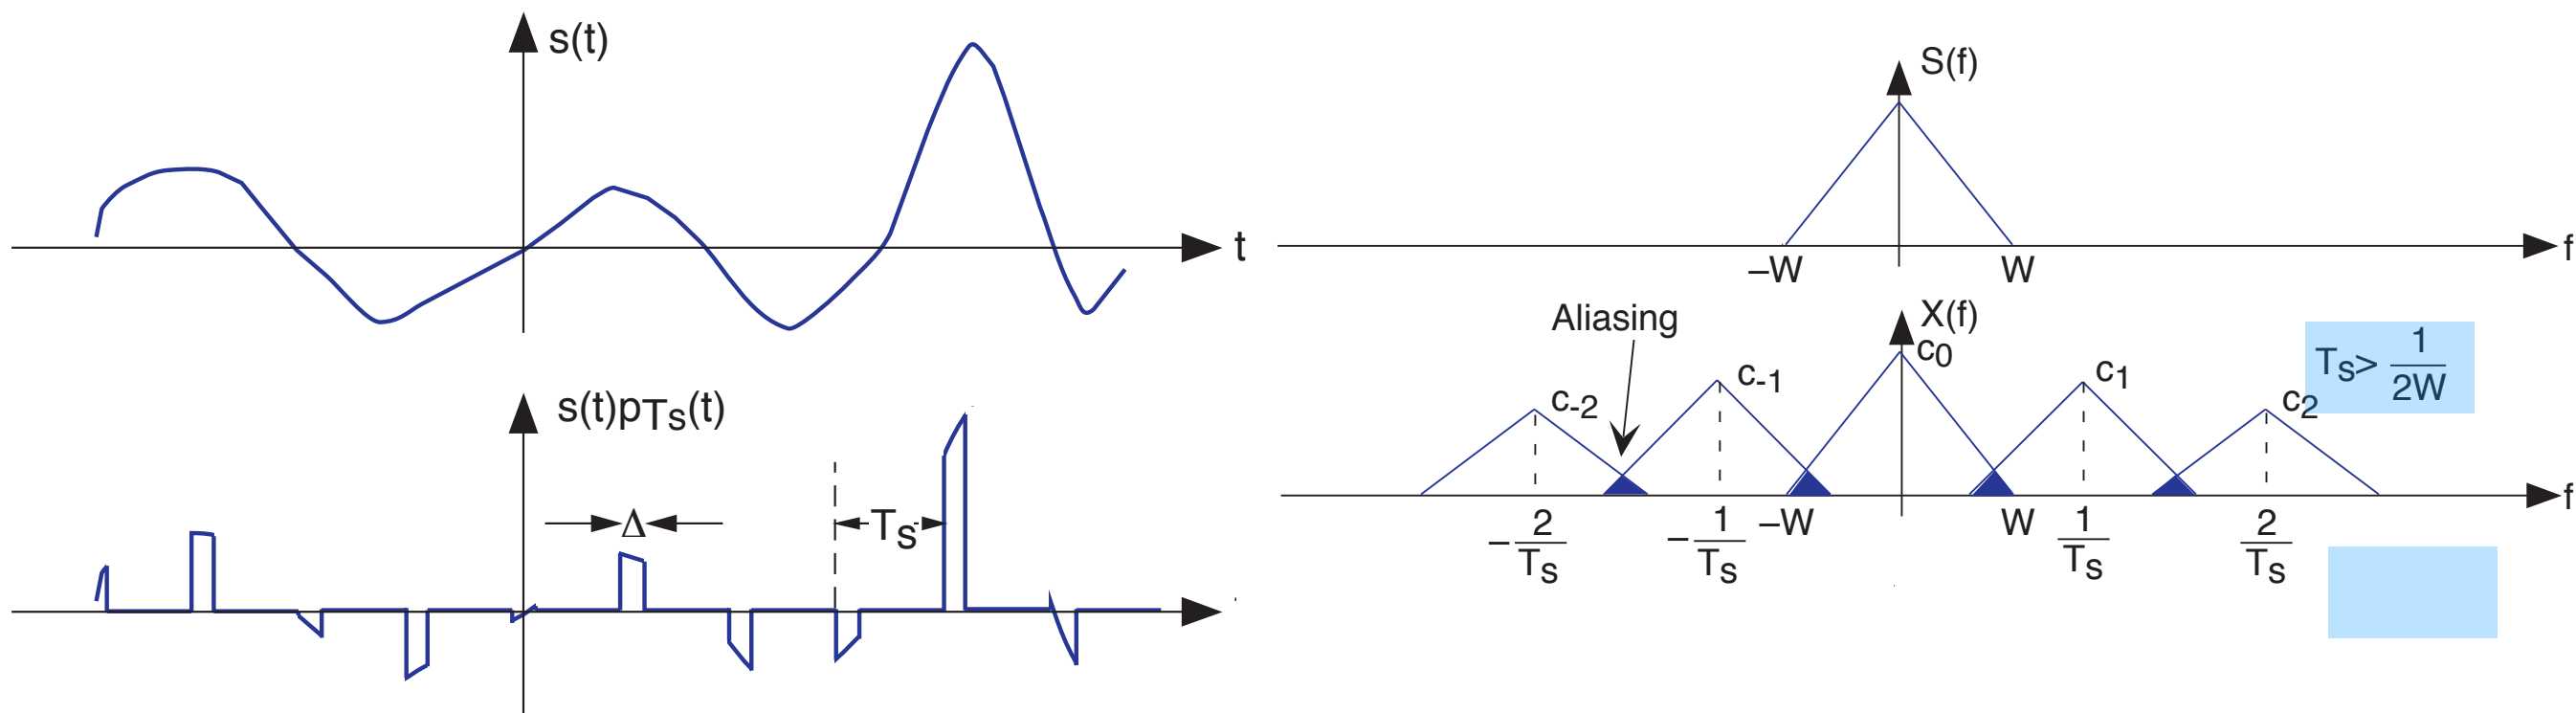 s(t)
t
s(t)pTs(t)
Δ
Ts
S(f)
–W
W
f
Aliasing
X(f)
c0
c-1
c1
c-2
c2
Ts> 1/2W
f
– 2/Ts
– 1/Ts
–W
W
1/Ts
2/Ts